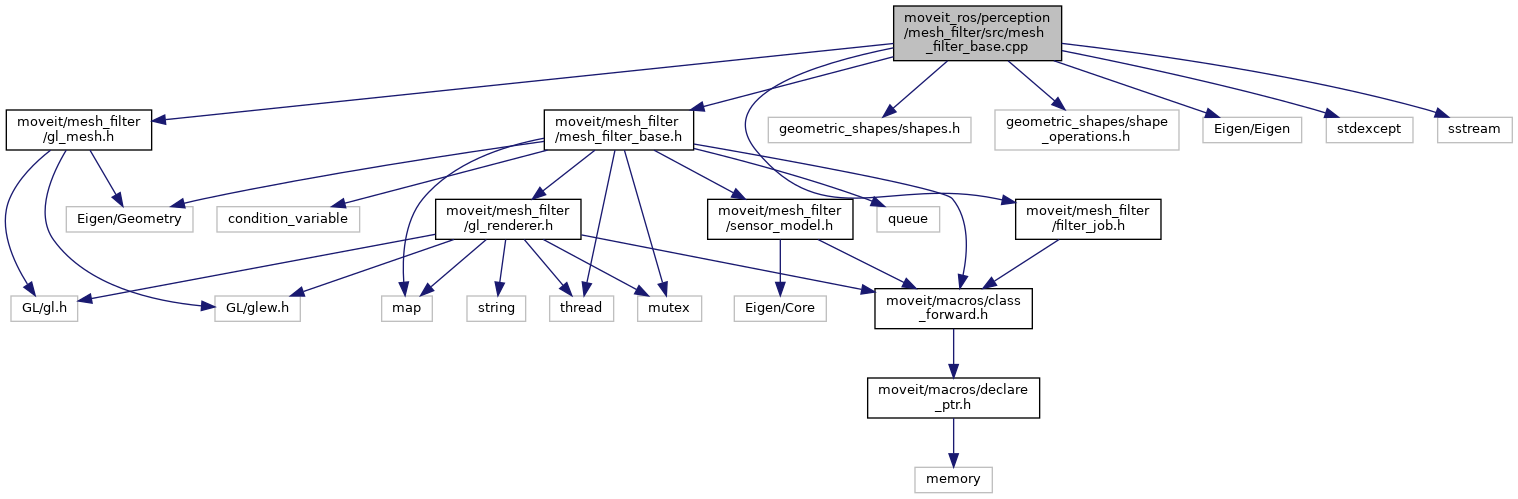 moveit_ros/perception
/mesh_filter/src/mesh
_filter_base.cpp
moveit/mesh_filter
/gl_mesh.h
moveit/mesh_filter
/mesh_filter_base.h
geometric_shapes/shapes.h
geometric_shapes/shape
_operations.h
Eigen/Eigen
stdexcept
sstream
Eigen/Geometry
condition_variable
moveit/mesh_filter
/gl_renderer.h
moveit/mesh_filter
/sensor_model.h
queue
moveit/mesh_filter
/filter_job.h
GL/gl.h
GL/glew.h
map
string
thread
mutex
Eigen/Core
moveit/macros/class
_forward.h
moveit/macros/declare
_ptr.h
memory